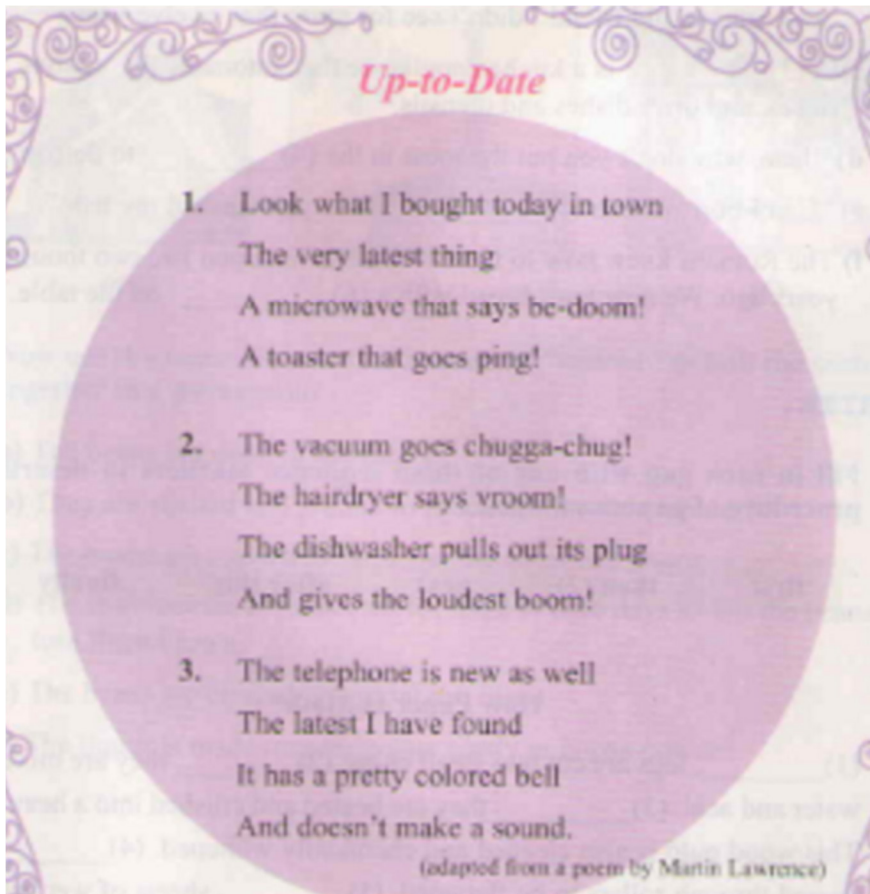 Up-to-Date
1. Look what I bought today in town
The very latest thing
A microwave that says be-doom!
A toaster that goes ping!
2. The vacuum goes chugga-chug!
The hairdryer says vroom!
The dishwasher pulls out its plug
And gives the loudest boom!
3. The telephone is new as well
The latest I have found
It has a pretty colored bell
And doesn't make a sound.
(adapted from a poem by Martin Lawrence)